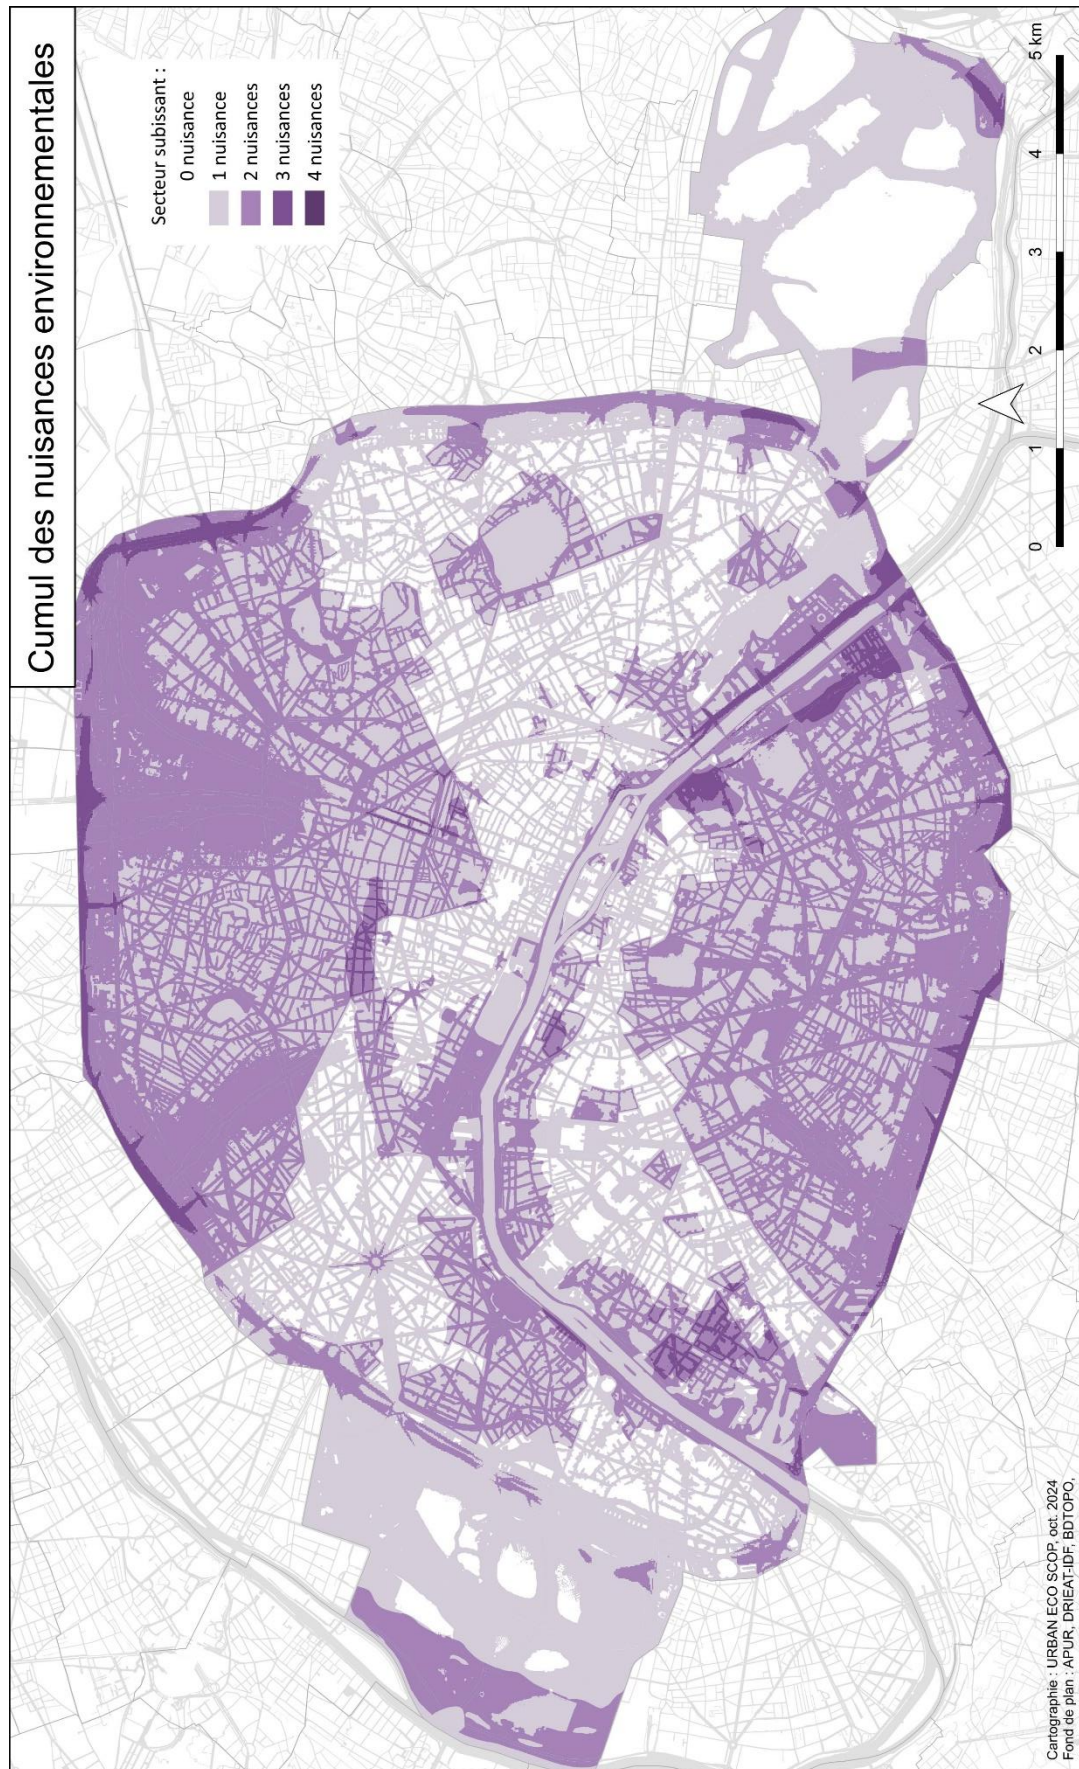 Cumul des nuisances environnementales
Secteur subissant :
0 nuisance
1 nuisance
2 nuisances
3 nuisances
4 nuisances
0 1 2 3 4 5 km
Cartographie : URBAN ECO SCOP, oct. 2024
Fond de plan : APUR, DRIEAT-IDF, BDTOPO,